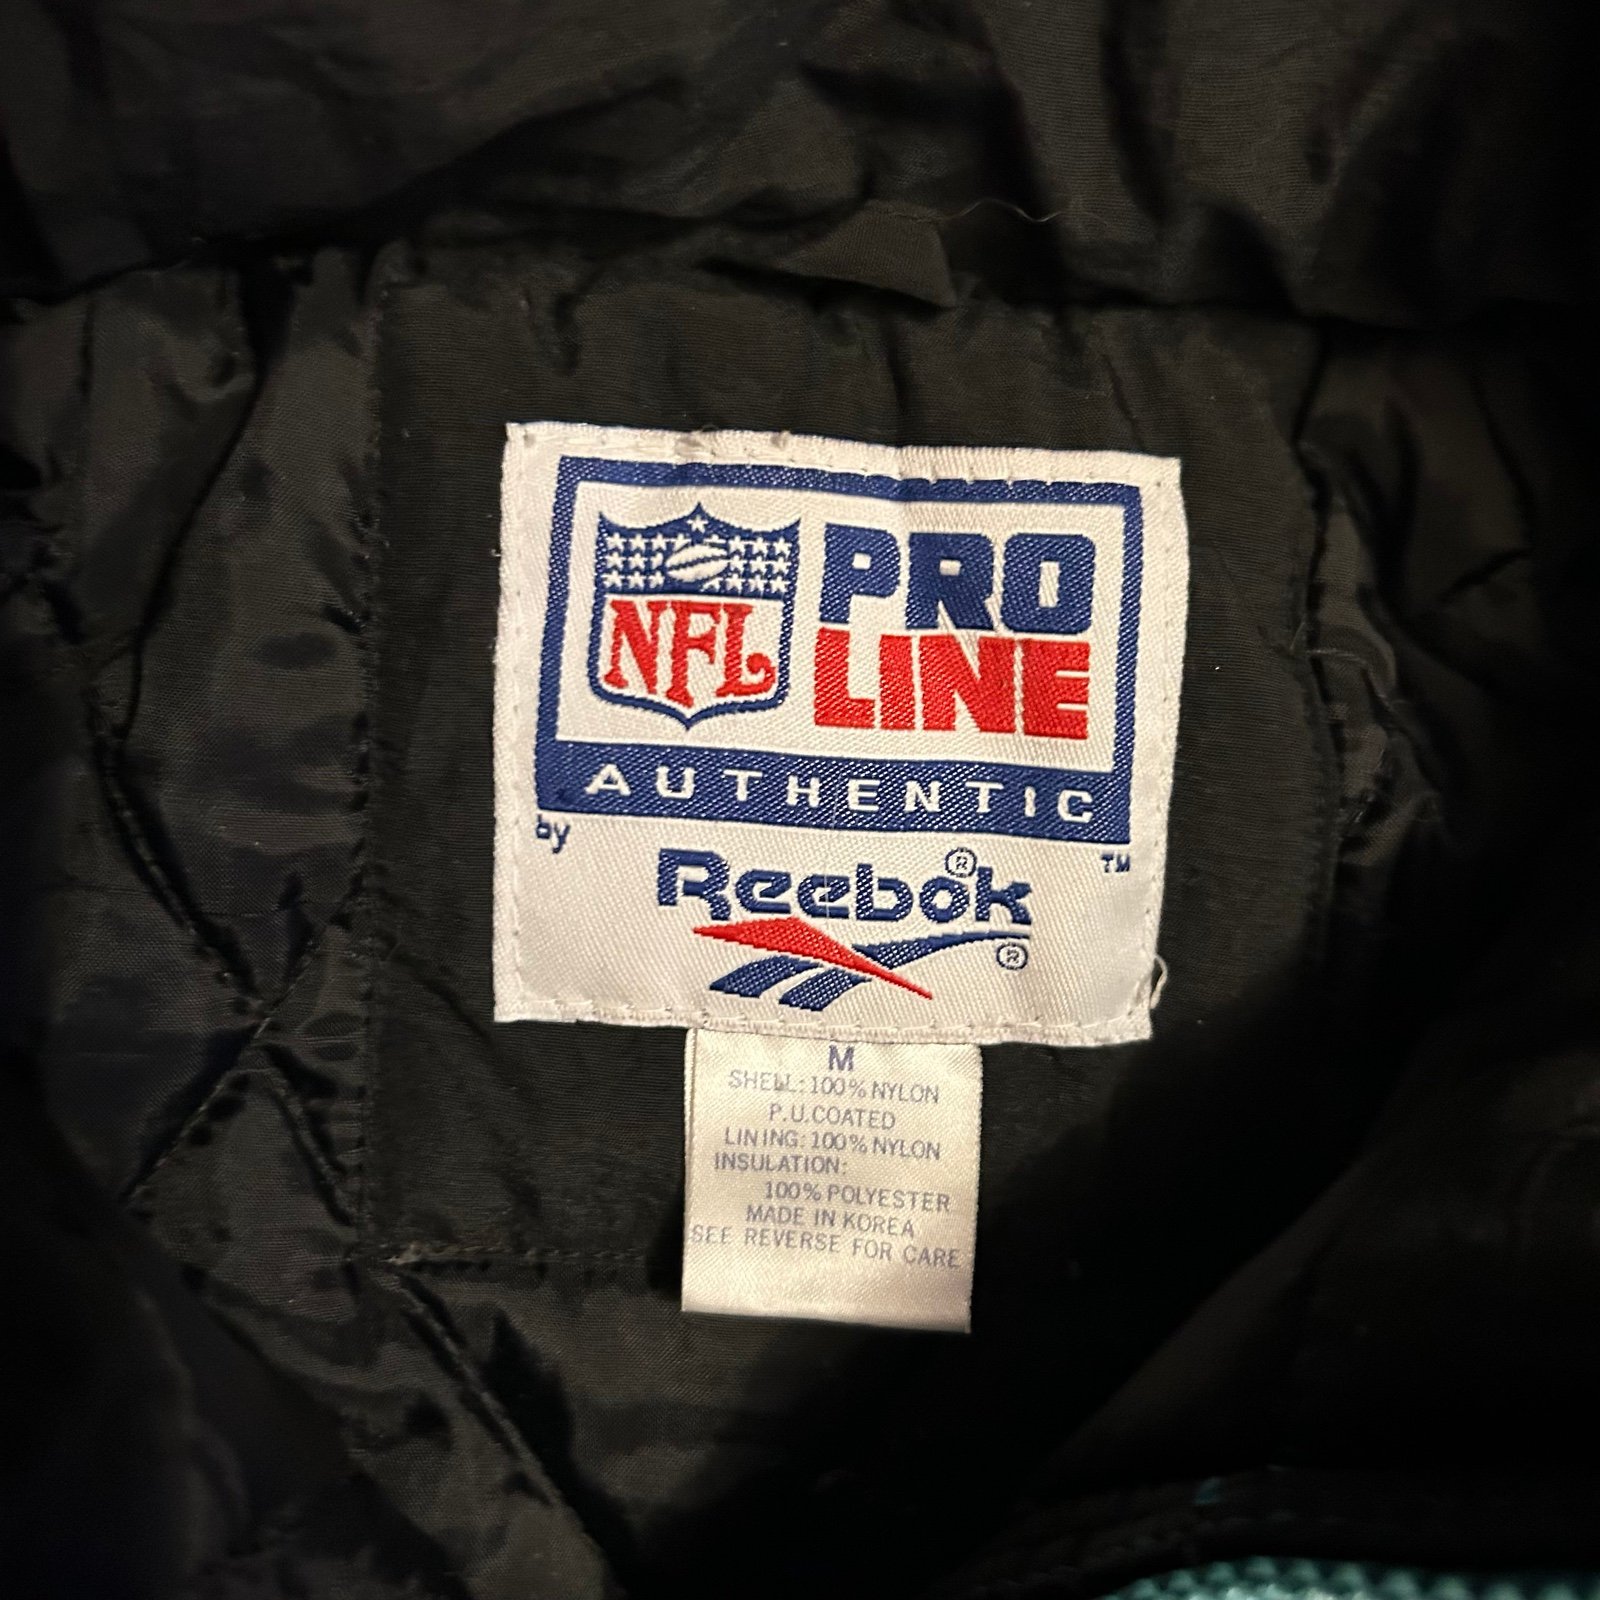 NFL PRO
LINE
AUTHENTIC
by
TM
Reebok®
®
M
SHELL: 100% NYLON
P.U.COATED
LINING: 100% NYLON
INSULATION:
100% POLYESTER
MADE IN KOREA
SEE REVERSE FOR CARE